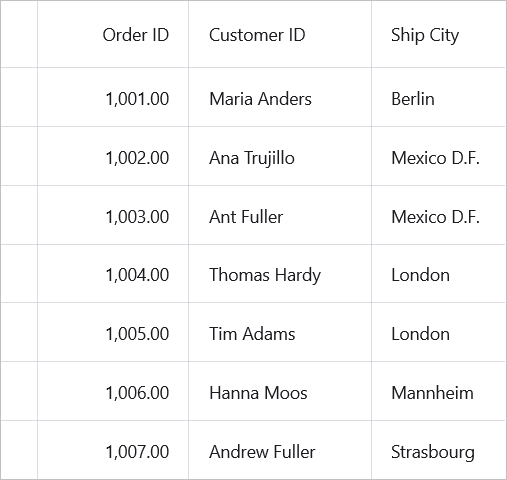 Order ID Customer ID Ship City
1,001.00 Maria Anders Berlin
1,002.00 Ana Trujillo Mexico D.F.
1,003.00 Ant Fuller Mexico D.F.
1,004.00 Thomas Hardy London
1,005.00 Tim Adams London
1,006.00 Hanna Moos Mannheim
1,007.00 Andrew Fuller Strasbourg